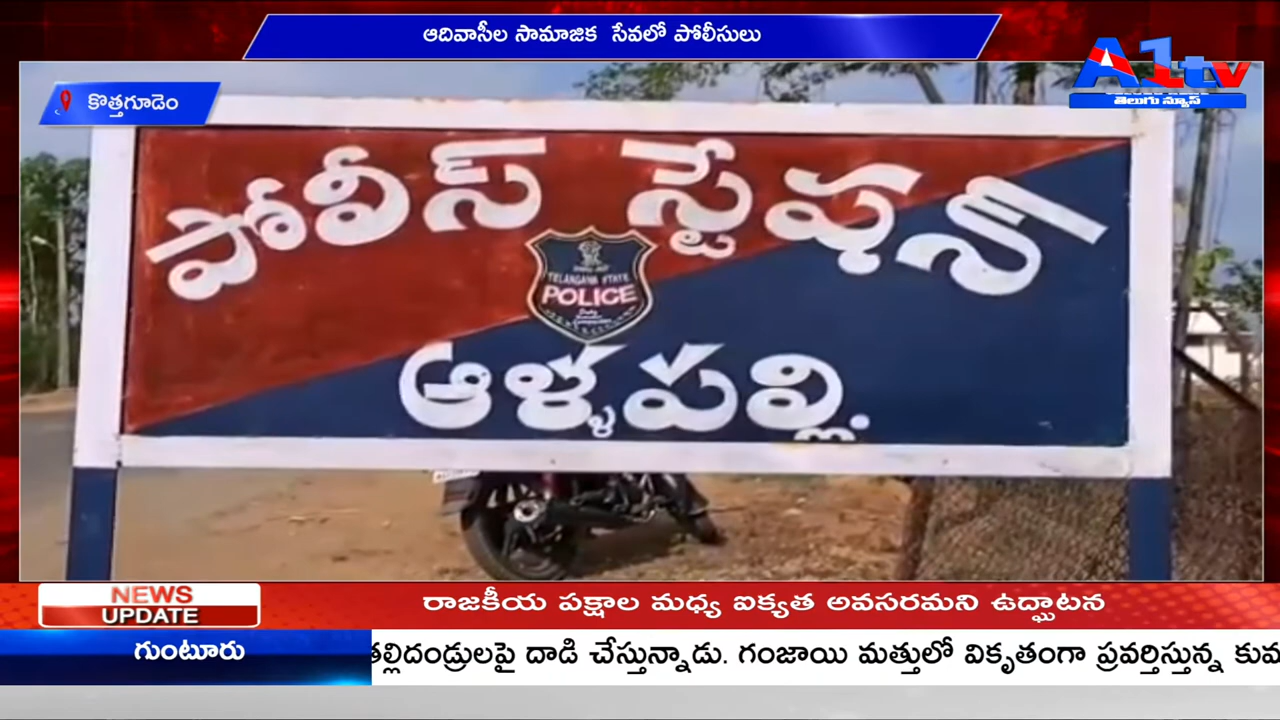 ఆదివాసీల సామాజిక సేవలో పోలీసులు
A1tv
తెలుగు న్యూస్
కొత్తగూడెం
పోలీస్ స్టేషన్
TELANGANA STATE
POLICE
ఆళ్ళపల్లి.
NEWS
UPDATE
రాజకీయ పక్షాల మధ్య ఐక్యత అవసరమని ఉద్ఘాటన
గుంటూరు
తల్లిదండ్రులపై దాడి చేస్తున్నాడు. గంజాయి మత్తులో వికృతంగా ప్రవర్తిస్తున్న